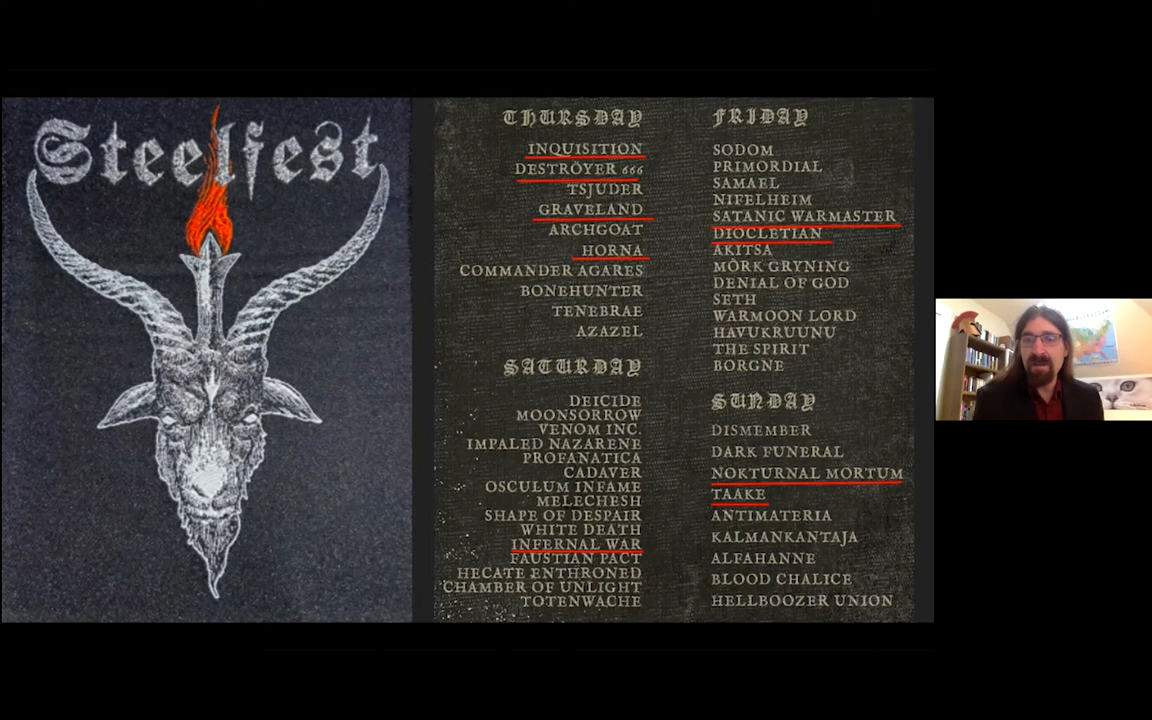 Steelfest
THURSDAY
INQUISITION
DESTRÖYER 666
TSJUDER
GRAVELAND
ARCHGOAT
HORNA
COMMANDER AGARES
BONEHUNTER
TENEBRAE
AZAZEL
SATURDAY
DEICIDE
MOONSORROW
VENOM INC.
IMPALED NAZARENE
PROFANATICA
CADAVER
OSCULUM INFAME
MELECHESH
SHAPE OF DESPAIR
WHITE DEATH
INFERNAL WAR
FAUSTIAN PACT
HECATE ENTHRONED
CHAMBER OF UNLIGHT
TOTENWACHE
FRIDAY
SODOM
PRIMORDIAL
SAMAEL
NIFELHEIM
SATANIC WARMASTER
DIOCLETIAN
AKITSA
MÖRK GRYNING
DENIAL OF GOD
SETH
WARMOON LORD
HAVUKRUUNU
THE SPIRIT
BORGNE
SUNDAY
DISMEMBER
DARK FUNERAL
NOKTURNAL MORTUM
TAAKE
ANTIMATERIA
KALMANKANTAJA
ALFAHANNE
BLOOD CHALICE
HELLBOOZER UNION